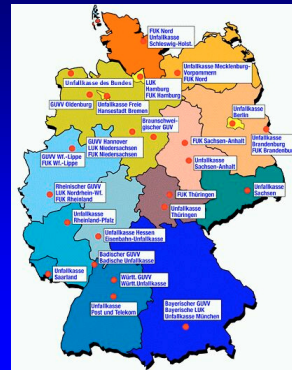 FUK Nord
Unfallkasse
Schleswig-Holst.
Unfallkasse Mecklenburg-
Vorpommern
FUK Nord
Unfallkasse des Bundes
LUK
Hamburg
FUK Hamburg
GUVV Oldenburg
Unfallkasse Freie
Hansestadt Bremen
Unfallkasse
Berlin
Braunschwei-
gischer GUV
Unfallkasse
Brandenburg
FUK Brandenburg
GUVV Hannover
LUK Niedersachsen
FUK Niedersachsen
FUK Sachsen-Anhalt
GUVV Wf.-Lippe
FUK Wf.-Lippe
Unfallkasse
Sachsen-Anhalt
Rheinischer GUVV
LUK Nordrhein-Wf.
FUK Rheinland
FUK Thüringen
Unfallkasse
Sachsen
Unfallkasse
Thüringen
Unfallkasse
Rheinland-Pfalz
Unfallkasse Hessen
Eisenbahn-Unfallkasse
Badischer GUVV
Badische Unfallkasse
Unfallkasse
Saarland
Württ. GUVV
Württ.Unfallkasse
Unfallkasse
Post und Telekom
Bayerischer GUVV
Bayerische LUK
Unfallkasse München